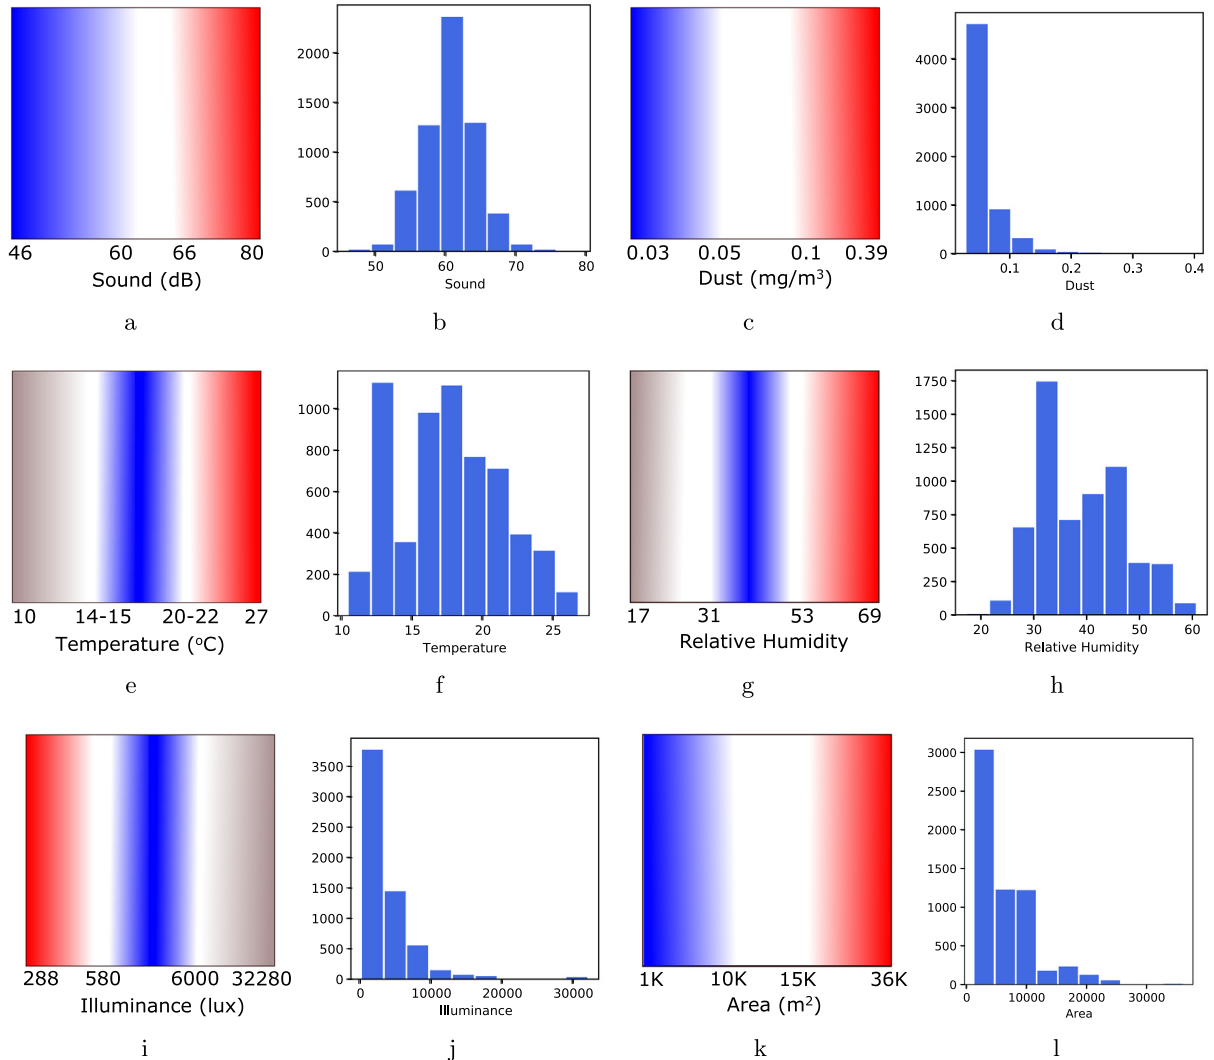 46 60 66 80
Sound (dB)
a
2000
1500
1000
500
0
50 60 70 80
Sound
b
0.03 0.05 0.1 0.39
Dust (mg/m³)
c
4000
3000
2000
1000
0
0.1 0.2 0.3 0.4
Dust
d
10 14-15 20-22 27
Temperature (ºC)
e
1000
800
600
400
200
0
10 15 20 25
Temperature
f
17 31 53 69
Relative Humidity
g
1750
1500
1250
1000
750
500
250
0
20 30 40 50 60
Relative Humidity
h
288 580 6000 32280
Illuminance (lux)
i
3500
3000
2500
2000
1500
1000
500
0
0 10000 20000 30000
Illuminance
j
1K 10K 15K 36K
Area (m²)
k
3000
2500
2000
1500
1000
500
0
0 10000 20000 30000
Area
l